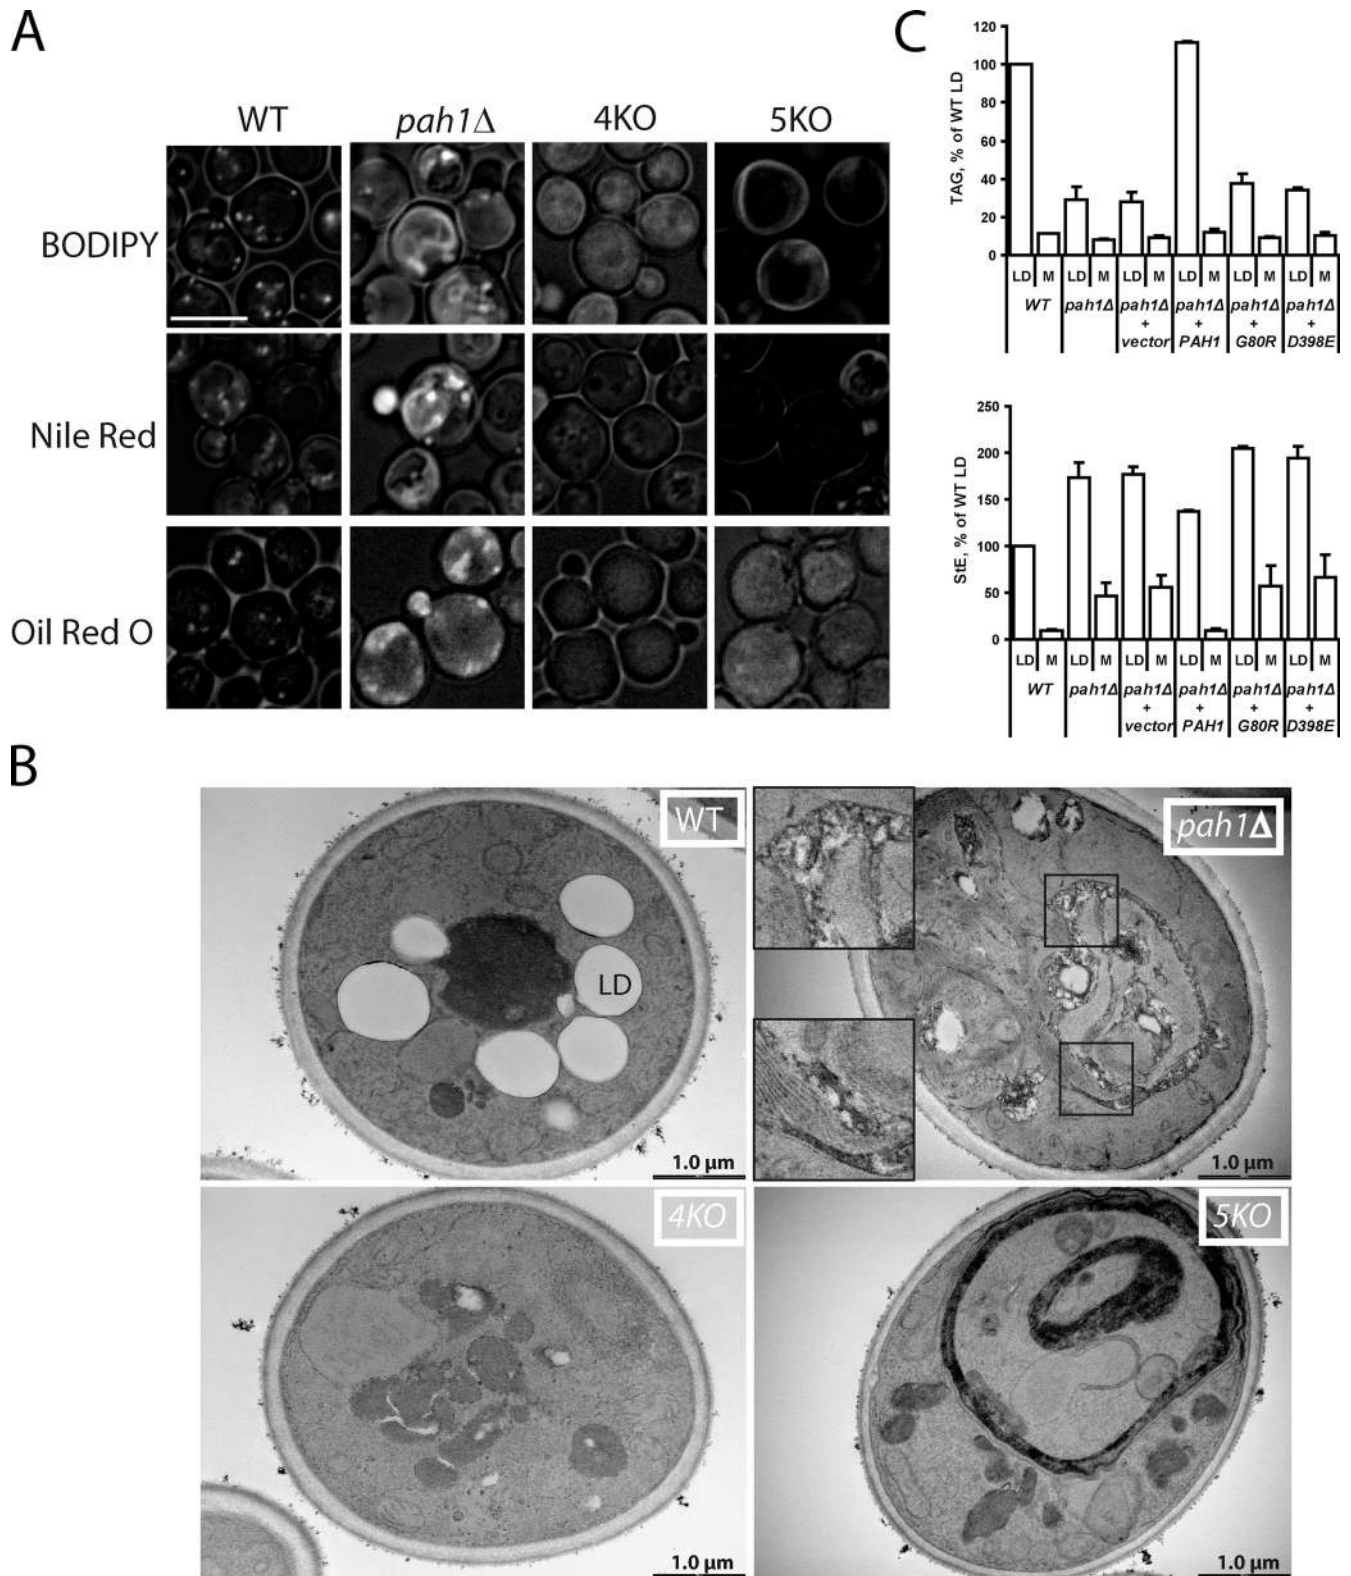 A
WT pah1Δ 4KO 5KO
BODIPY
Nile Red
Oil Red O
C
TAG, % of WT LD
120
100
80
60
40
20
0
LD M LD M LD M LD M LD M LD M
WT pah1Δ pah1Δ pah1Δ pah1Δ pah1Δ
+ + + +
vector PAH1 G80R D398E
StE, % of WT LD
250
200
150
100
50
0
LD M LD M LD M LD M LD M LD M
WT pah1Δ pah1Δ pah1Δ pah1Δ pah1Δ
+ + + +
vector PAH1 G80R D398E
B
WT
LD
1.0 µm
pah1Δ
1.0 µm
4KO
1.0 µm
5KO
1.0 µm